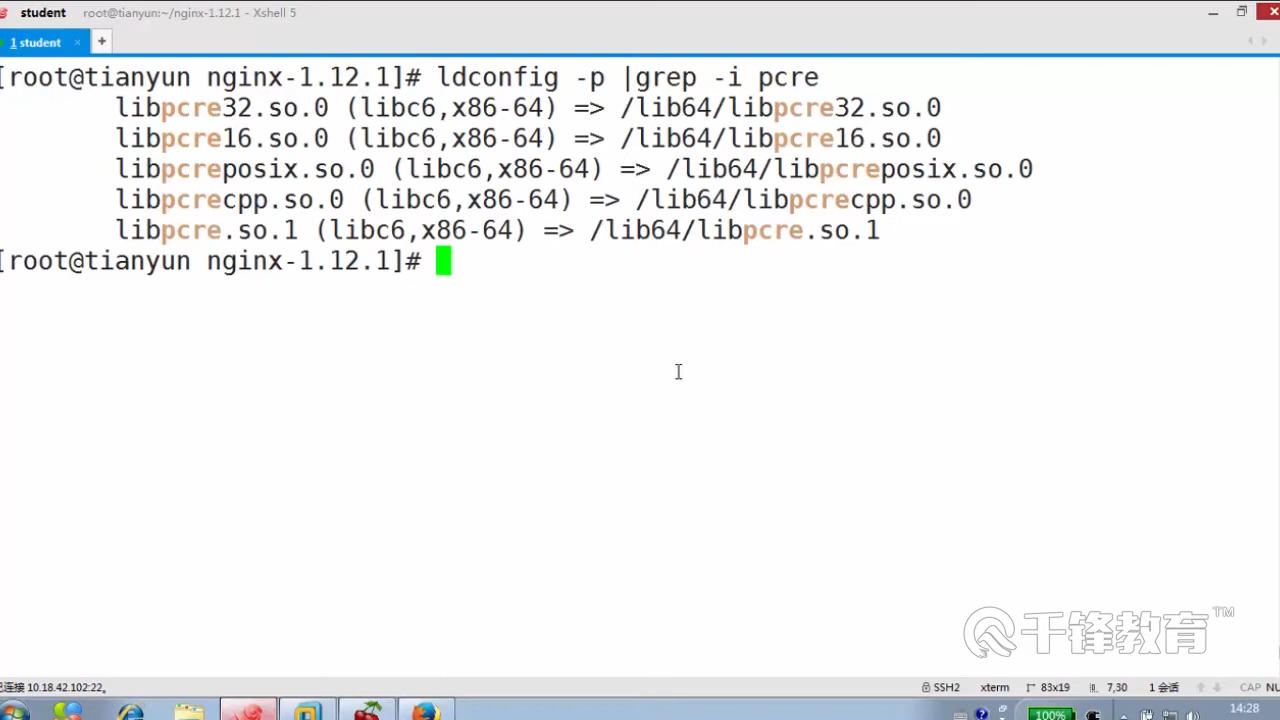 student root@tianyun:~/nginx-1.12.1 - Xshell 5
1 student × +
[root@tianyun nginx-1.12.1]# ldconfig -p |grep -i pcre
libpcre32.so.0 (libc6,x86-64) => /lib64/libpcre32.so.0
libpcre16.so.0 (libc6,x86-64) => /lib64/libpcre16.so.0
libpcreposix.so.0 (libc6,x86-64) => /lib64/libpcreposix.so.0
libpcrecpp.so.0 (libc6,x86-64) => /lib64/libpcrecpp.so.0
libpcre.so.1 (libc6,x86-64) => /lib64/libpcre.so.1
[root@tianyun nginx-1.12.1]#
千锋教育™
连接 10.18.42.102:22。 SSH2 xterm 83x19 7,30 1 会话 CAP NU
100% 14:28